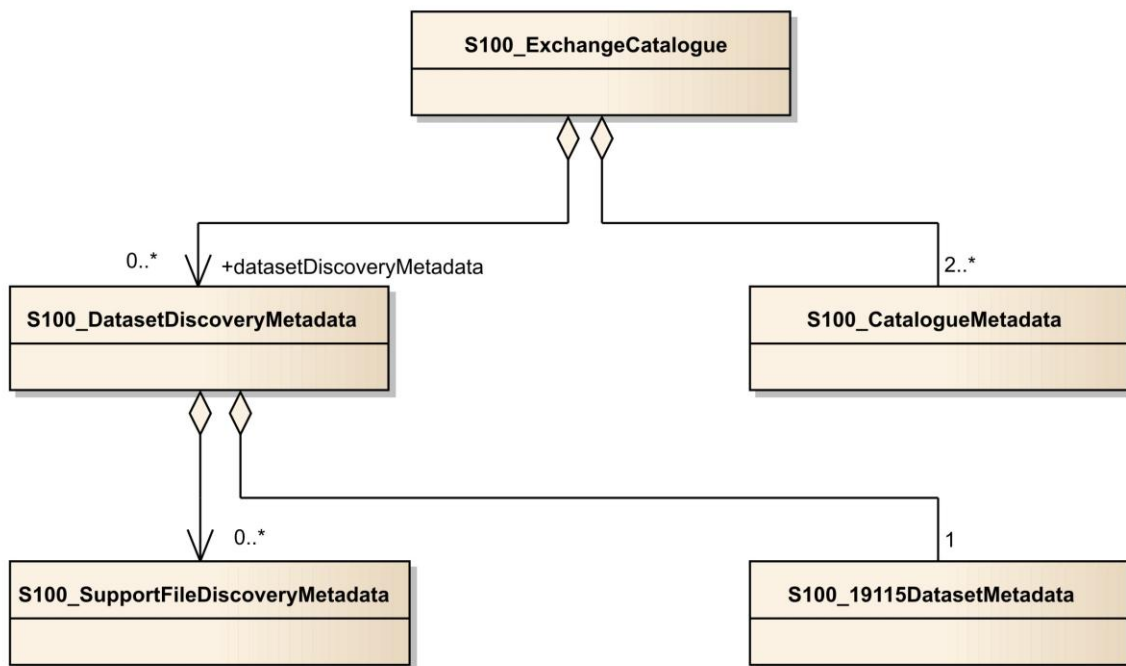 S100_ExchangeCatalogue
0..*
+datasetDiscoveryMetadata
2..*
S100_DatasetDiscoveryMetadata
S100_CatalogueMetadata
0..*
1
S100_SupportFileDiscoveryMetadata
S100_19115DatasetMetadata